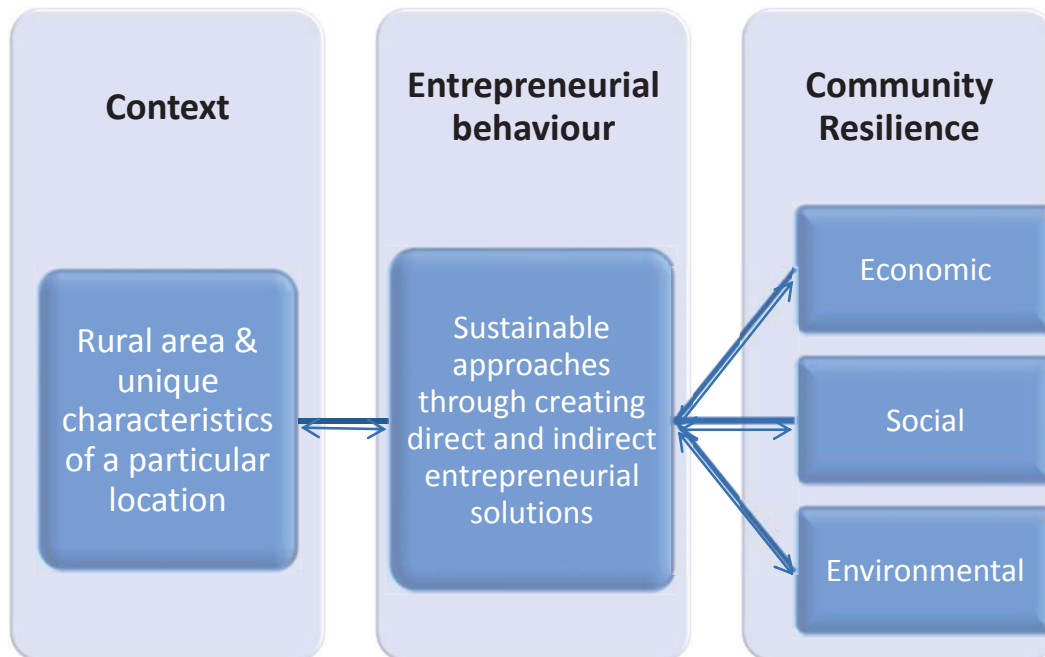 Context
Rural area &
unique
characteristics
of a particular
location
Entrepreneurial
behaviour
Sustainable
approaches
through creating
direct and indirect
entrepreneurial
solutions
Community
Resilience
Economic
Social
Environmental